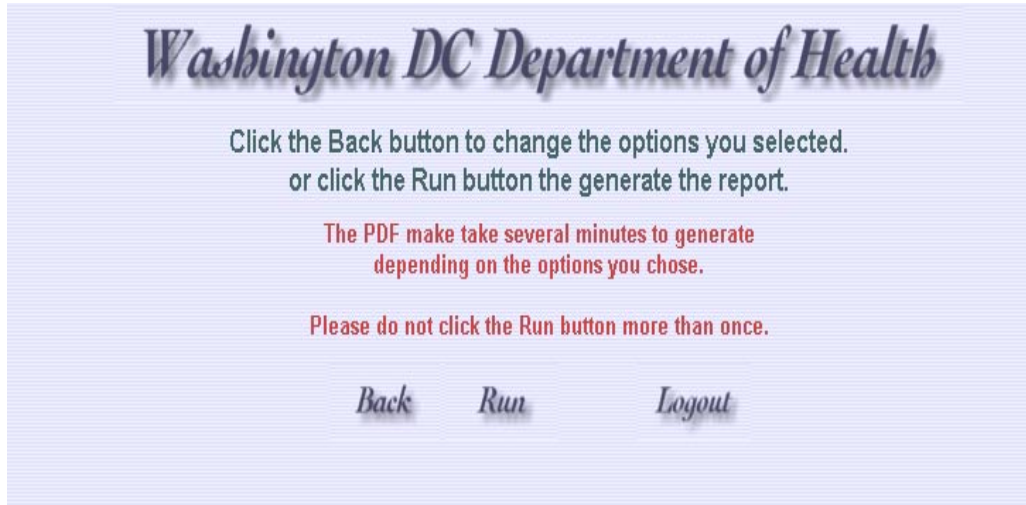 Washington DC Department of Health
Click the Back button to change the options you selected.
or click the Run button the generate the report.
The PDF make take several minutes to generate
depending on the options you chose.
Please do not click the Run button more than once.
Back Run Logout